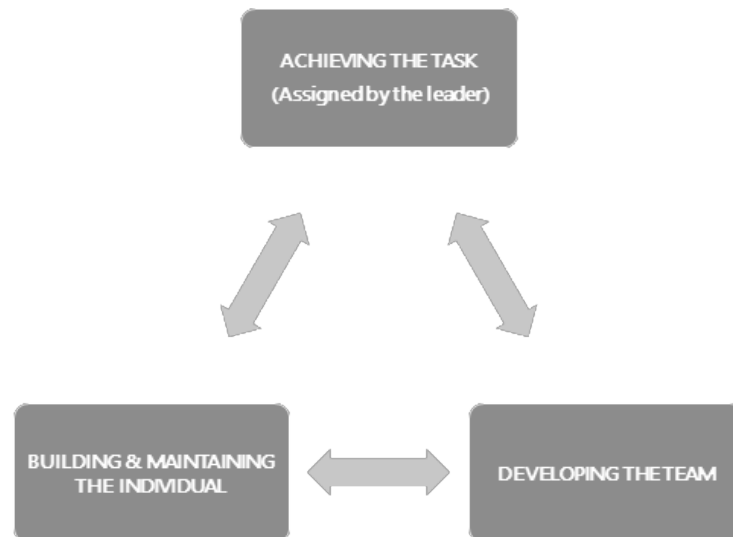 ACHIEVING THE TASK
(Assigned by the leader)
BUILDING & MAINTAINING
THE INDIVIDUAL
DEVELOPING THE TEAM